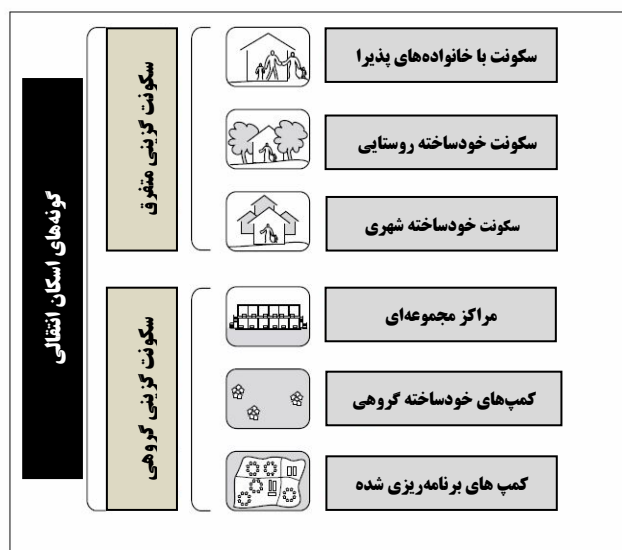 گونه‌های اسکان انتقالی
سکونت گزینی متفرق
سکونت با خانواده‌های پذیرا
سکونت خودساخته روستایی
سکونت خودساخته شهری
سکونت گزینی گروهی
مراکز مجموعه‌ای
کمپ‌های خودساخته گروهی
کمپ های برنامه‌ریزی شده